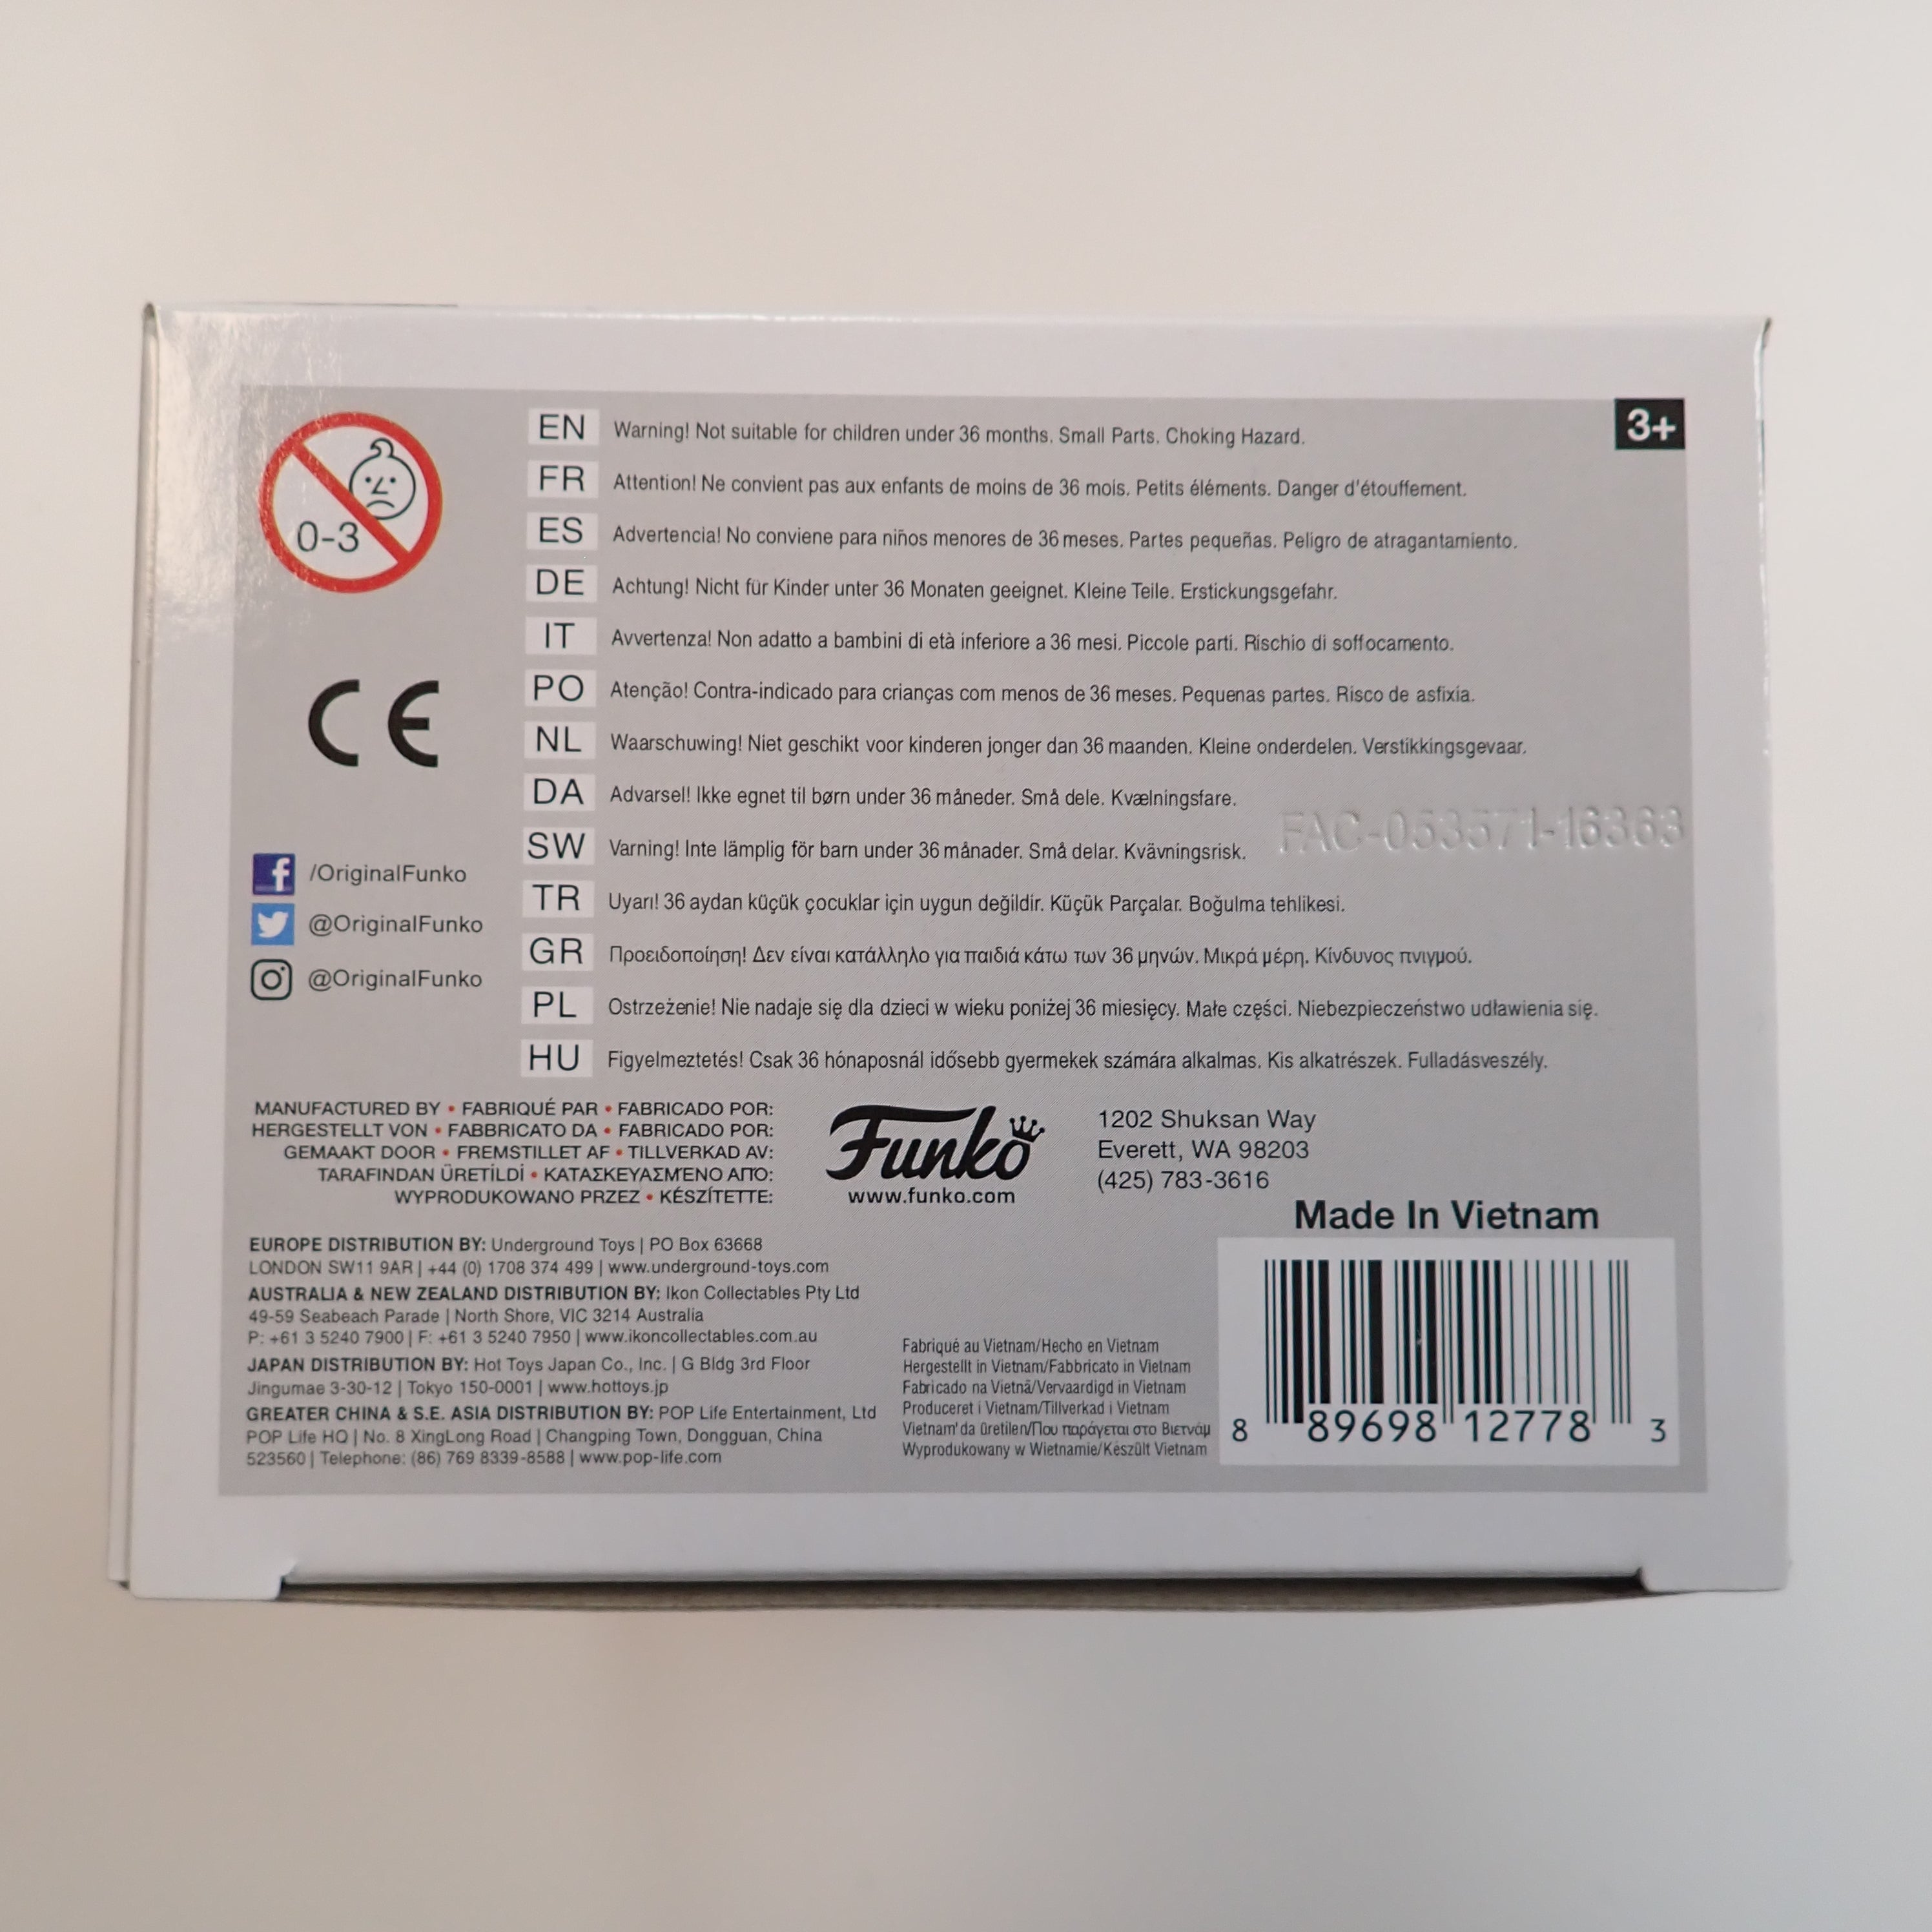 0-3
EN Warning! Not suitable for children under 36 months. Small Parts. Choking Hazard.
3+
FR Attention! Ne convient pas aux enfants de moins de 36 mois. Petits éléments. Danger d'étouffement.
ES Advertencia! No conviene para niños menores de 36 meses. Partes pequeñas. Peligro de atragantamiento.
DE Achtung! Nicht für Kinder unter 36 Monaten geeignet. Kleine Teile. Erstickungsgefahr.
IT Avvertenza! Non adatto a bambini di età inferiore a 36 mesi. Piccole parti. Rischio di soffocamento.
PO Atenção! Contra-indicado para crianças com menos de 36 meses. Pequenas partes. Risco de asfixia.
NL Waarschuwing! Niet geschikt voor kinderen jonger dan 36 maanden. Kleine onderdelen. Verstikkingsgevaar.
DA Advarsel! Ikke egnet til børn under 36 måneder. Små dele. Kvælningsfare.
SW Varning! Inte lämplig för barn under 36 månader. Små delar. Kvävningsrisk.
TR Uyarı! 36 aydan küçük çocuklar için uygun değildir. Küçük Parçalar. Boğulma tehlikesi.
GR Προειδοποίηση! Δεν είναι κατάλληλο για παιδιά κάτω των 36 μηνών. Μικρά μέρη. Κίνδυνος πνιγμού.
PL Ostrzeżenie! Nie nadaje się dla dzieci w wieku poniżej 36 miesięcy. Małe części. Niebezpieczeństwo udławienia się.
HU Figyelmeztetés! Csak 36 hónaposnál idősebb gyermekek számára alkalmas. Kis alkatrészek. Fulladásveszély.
FAC-053571-16363
CE
/OriginalFunko
@OriginalFunko
@OriginalFunko
MANUFACTURED BY • FABRIQUÉ PAR • FABRICADO POR:
HERGESTELLT VON • FABBRICATO DA • FABRICADO POR:
GEMAAKT DOOR • FREMSTILLET AF • TILLVERKAD AV:
TARAFINDAN ÜRETİLDİ • ΚΑΤΑΣΚΕΥΑΣΜΈΝΟ ΑΠΌ:
WYPRODUKOWANO PRZEZ • KÉSZÍTETTE:
Funko
www.funko.com
1202 Shuksan Way
Everett, WA 98203
(425) 783-3616
Made In Vietnam
EUROPE DISTRIBUTION BY: Underground Toys | PO Box 63668
LONDON SW11 9AR | +44 (0) 1708 374 499 | www.underground-toys.com
AUSTRALIA & NEW ZEALAND DISTRIBUTION BY: Ikon Collectables Pty Ltd
49-59 Seabeach Parade | North Shore, VIC 3214 Australia
P: +61 3 5240 7900 | F: +61 3 5240 7950 | www.ikoncollectables.com.au
JAPAN DISTRIBUTION BY: Hot Toys Japan Co., Inc. | G Bldg 3rd Floor
Jingumae 3-30-12 | Tokyo 150-0001 | www.hottoys.jp
GREATER CHINA & S.E. ASIA DISTRIBUTION BY: POP Life Entertainment, Ltd
POP Life HQ | No. 8 XingLong Road | Changping Town, Dongguan, China
523560 | Telephone: (86) 769 8339-8588 | www.pop-life.com
Fabriqué au Vietnam/Hecho en Vietnam
Hergestellt in Vietnam/Fabbricato in Vietnam
Fabricado na Vietnã/Vervaardigd in Vietnam
Produceret i Vietnam/Tillverkad i Vietnam
Vietnam'da üretilen/Που παράγεται στο Βιετνάμ
Wyprodukowany w Wietnamie/Készült Vietnam
8 89698 12778 3